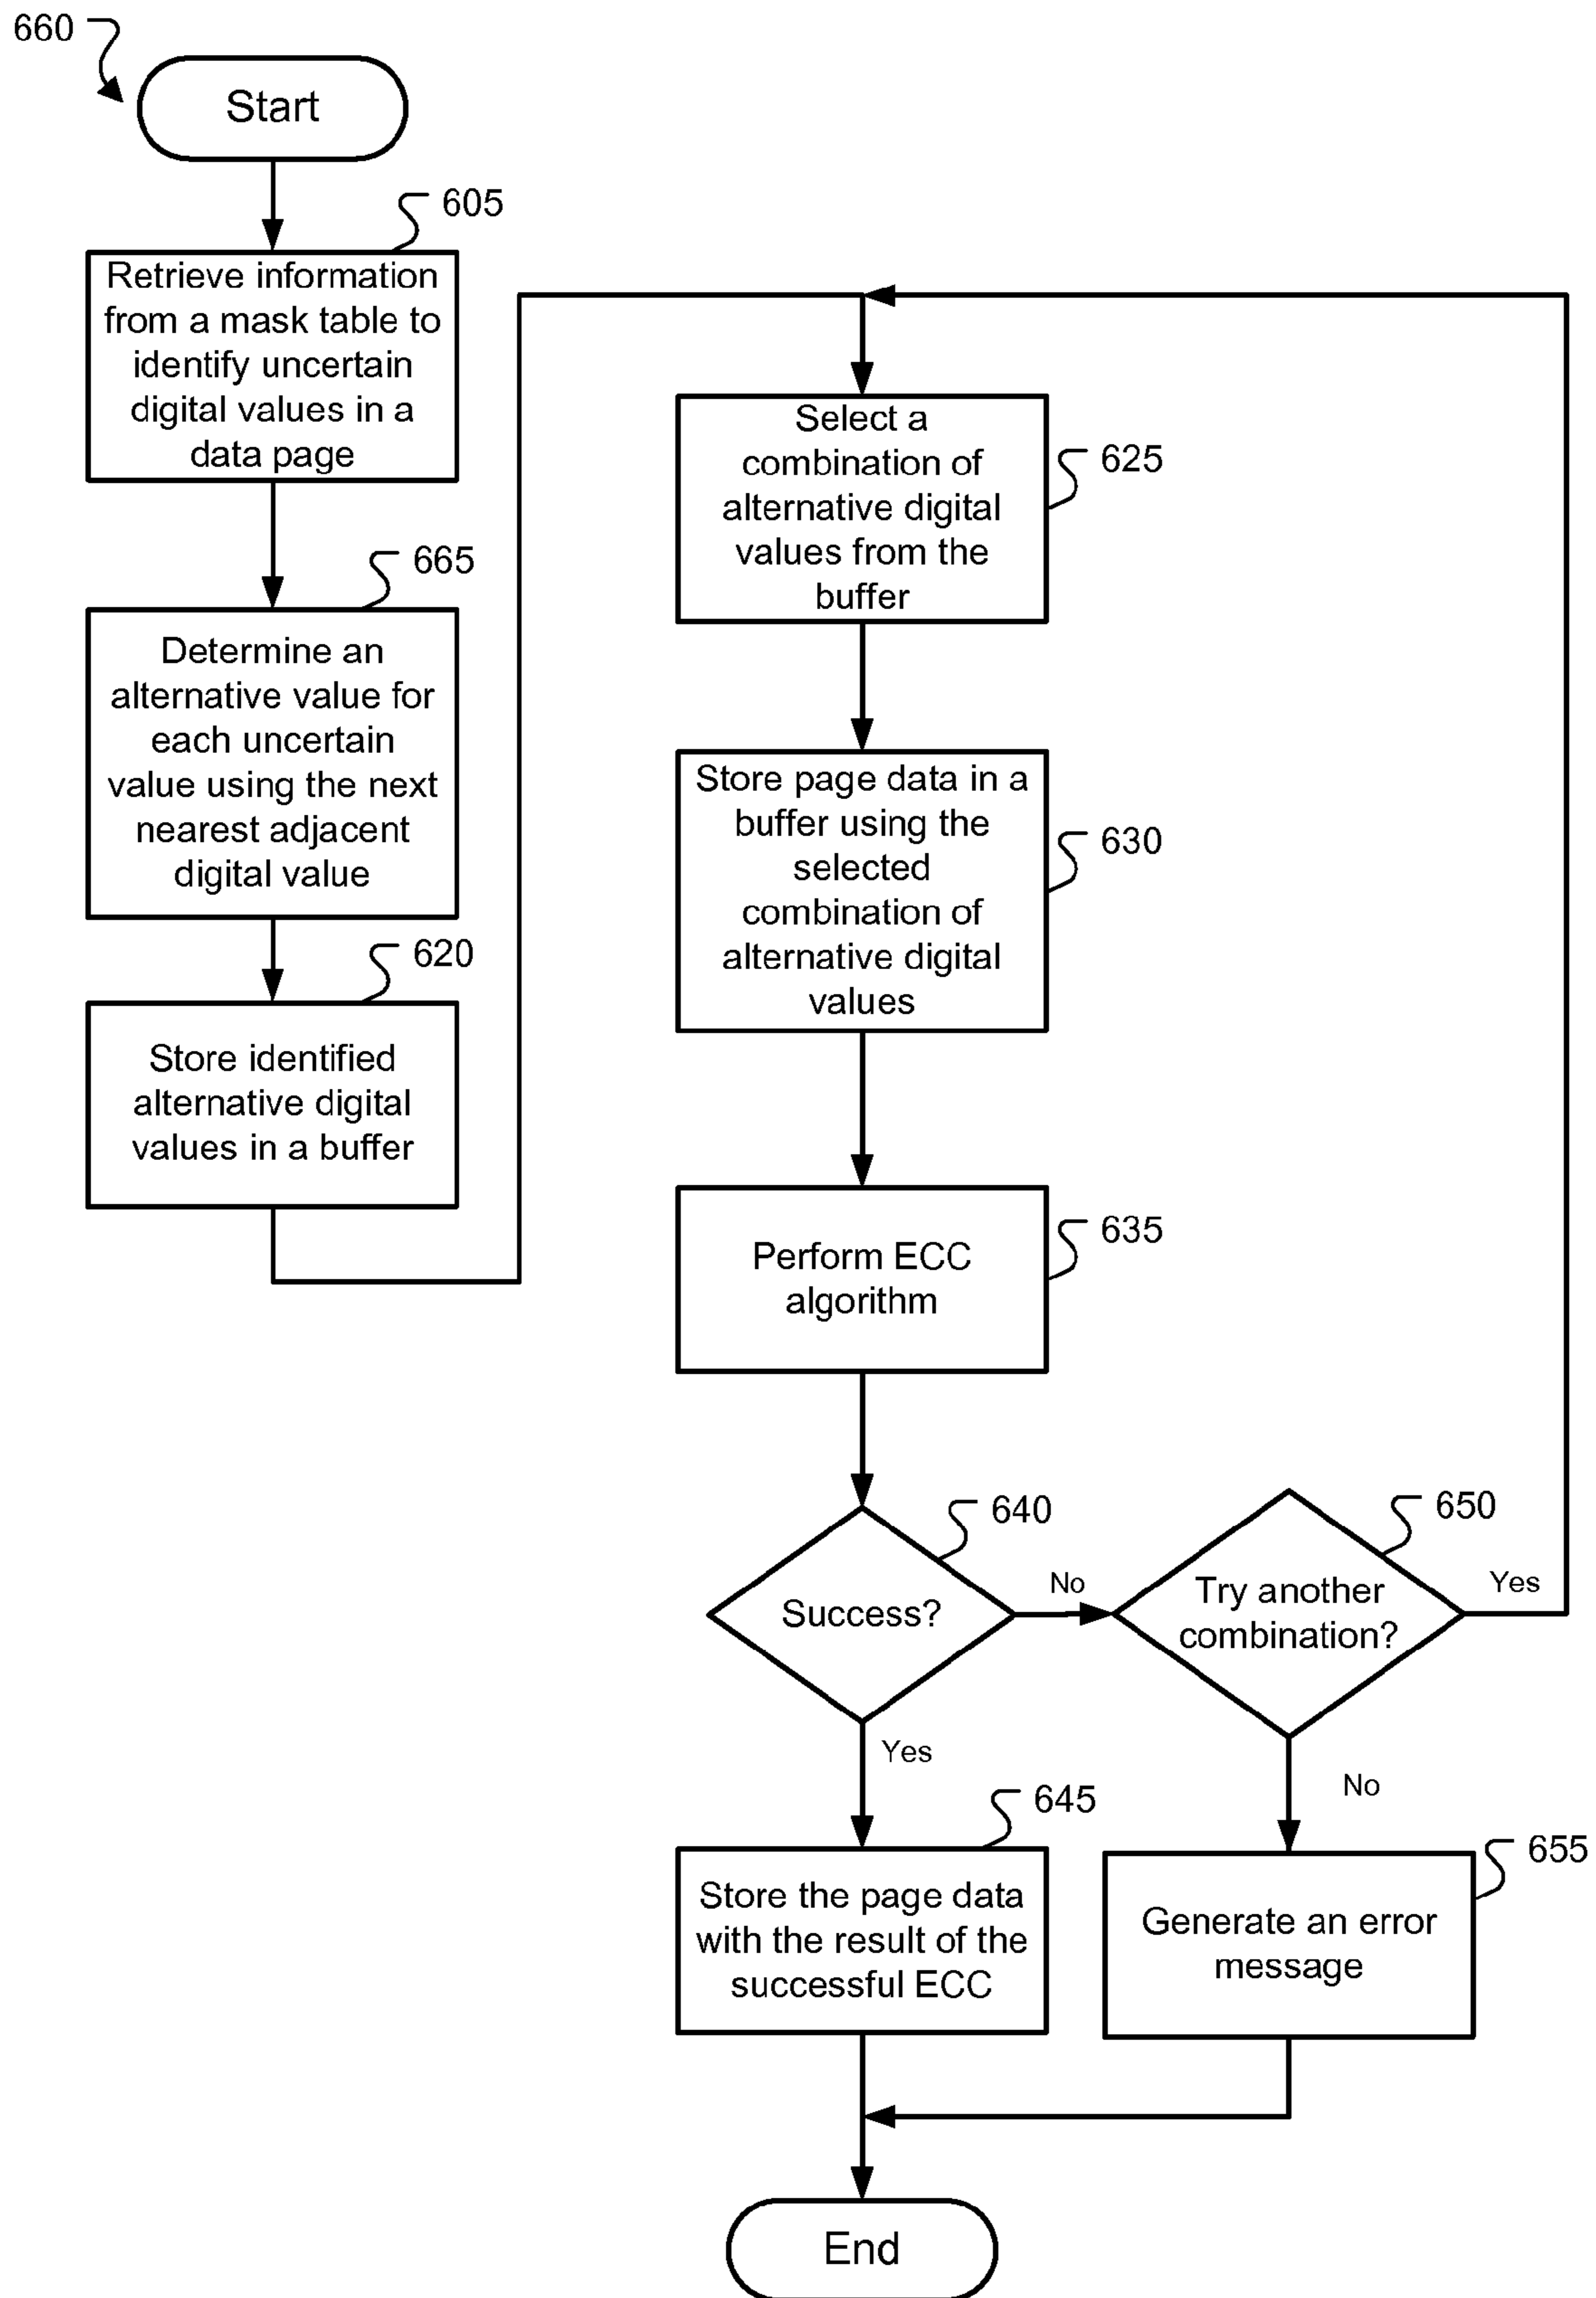 660
Start
605
Retrieve information
from a mask table to
identify uncertain
digital values in a
data page
665
Determine an
alternative value for
each uncertain
value using the next
nearest adjacent
digital value
620
Store identified
alternative digital
values in a buffer
Select a
combination of
alternative digital
values from the
buffer
625
Store page data in a
buffer using the
selected
combination of
alternative digital
values
630
Perform ECC
algorithm
635
640
Success?
No
Yes
650
Try another
combination?
Yes
No
645
Store the page data
with the result of the
successful ECC
655
Generate an error
message
End